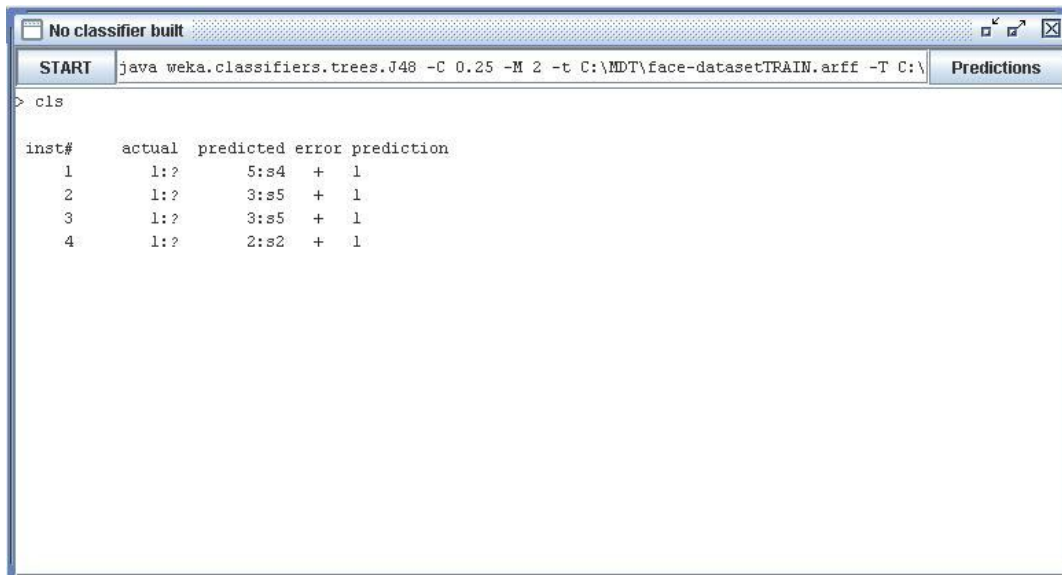 No classifier built
START java weka.classifiers.trees.J48 -C 0.25 -M 2 -t C:\MDT\face-datasetTRAIN.arff -T C:\ Predictions
> cls
inst# actual predicted error prediction
1 1:? 5:s4 + 1
2 1:? 3:s5 + 1
3 1:? 3:s5 + 1
4 1:? 2:s2 + 1